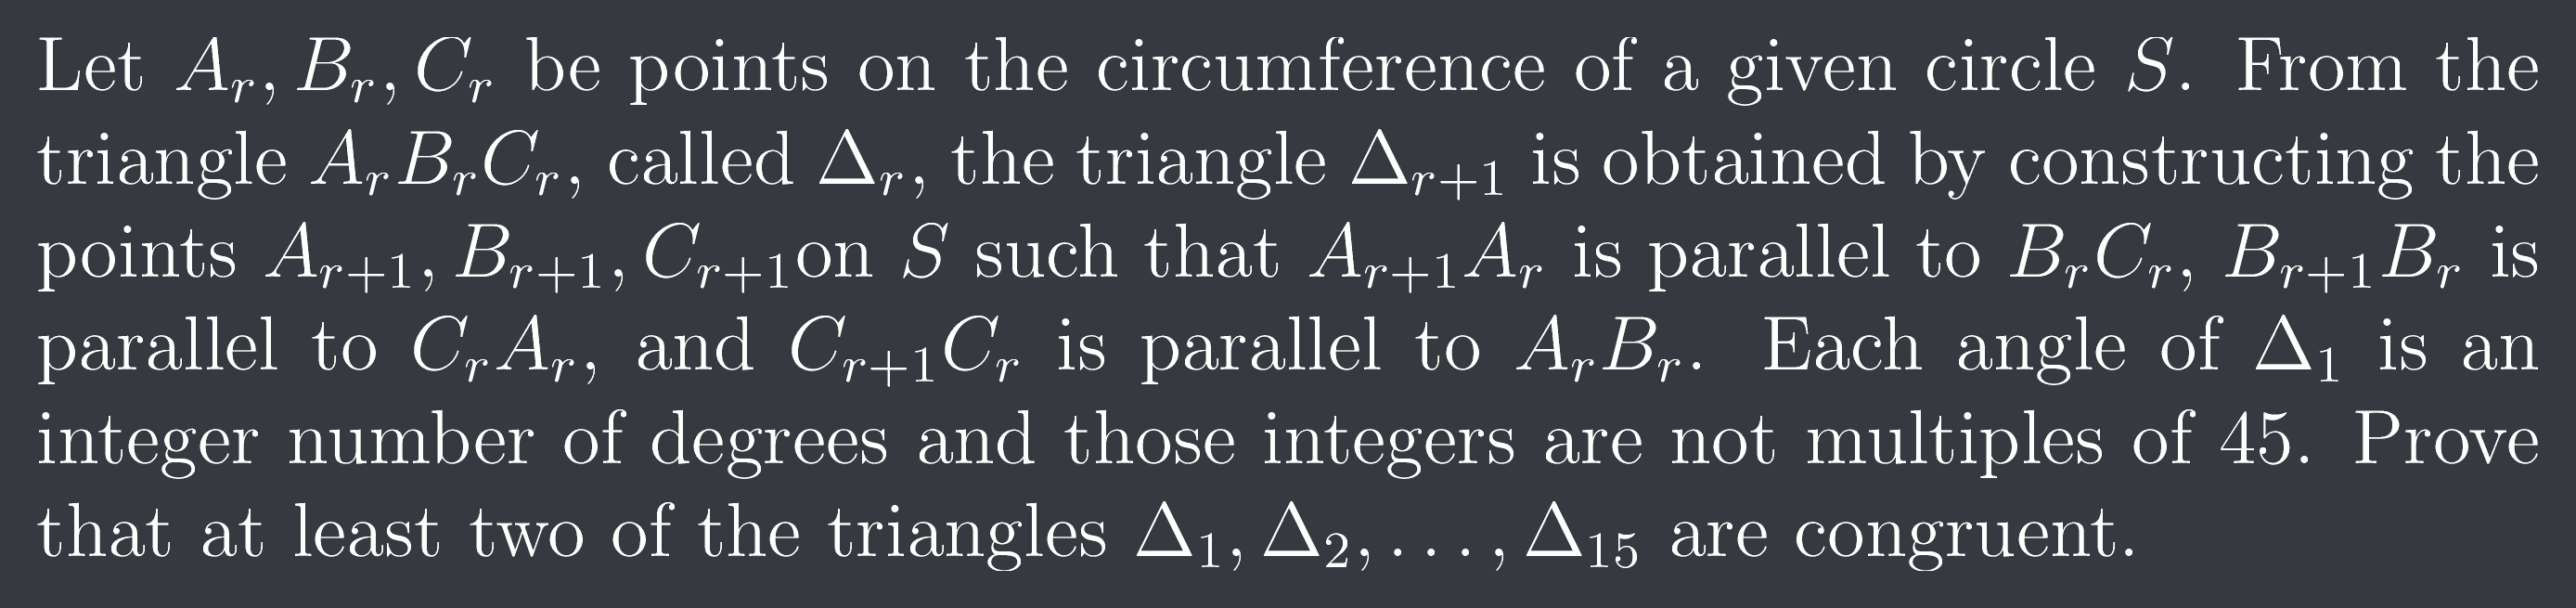 Let $A_r, B_r, C_r$ be points on the circumference of a given circle $S$. From the
triangle $A_rB_rC_r$, called $\Delta_r$, the triangle $\Delta_{r+1}$ is obtained by constructing the
points $A_{r+1}, B_{r+1}, C_{r+1}$on $S$ such that $A_{r+1}A_r$ is parallel to $B_rC_r$, $B_{r+1}B_r$ is
parallel to $C_rA_r$, and $C_{r+1}C_r$ is parallel to $A_rB_r$. Each angle of $\Delta_1$ is an
integer number of degrees and those integers are not multiples of 45. Prove
that at least two of the triangles $\Delta_1, \Delta_2, \ldots, \Delta_{15}$ are congruent.